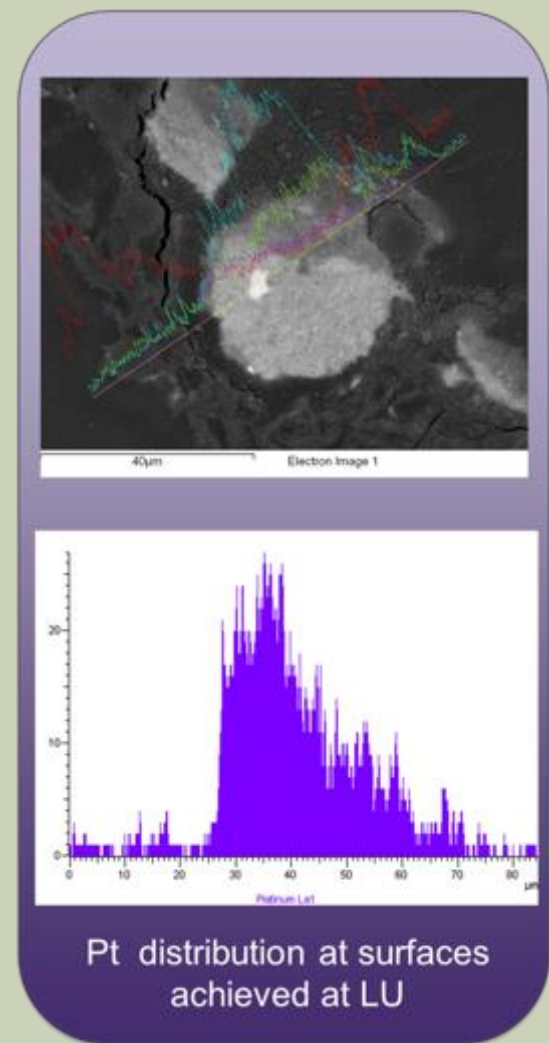 40µm Electron Image 1
20
10
0
0 10 20 30 40 50 60 70 80
µm
Platinum La1
Pt distribution at surfaces
achieved at LU